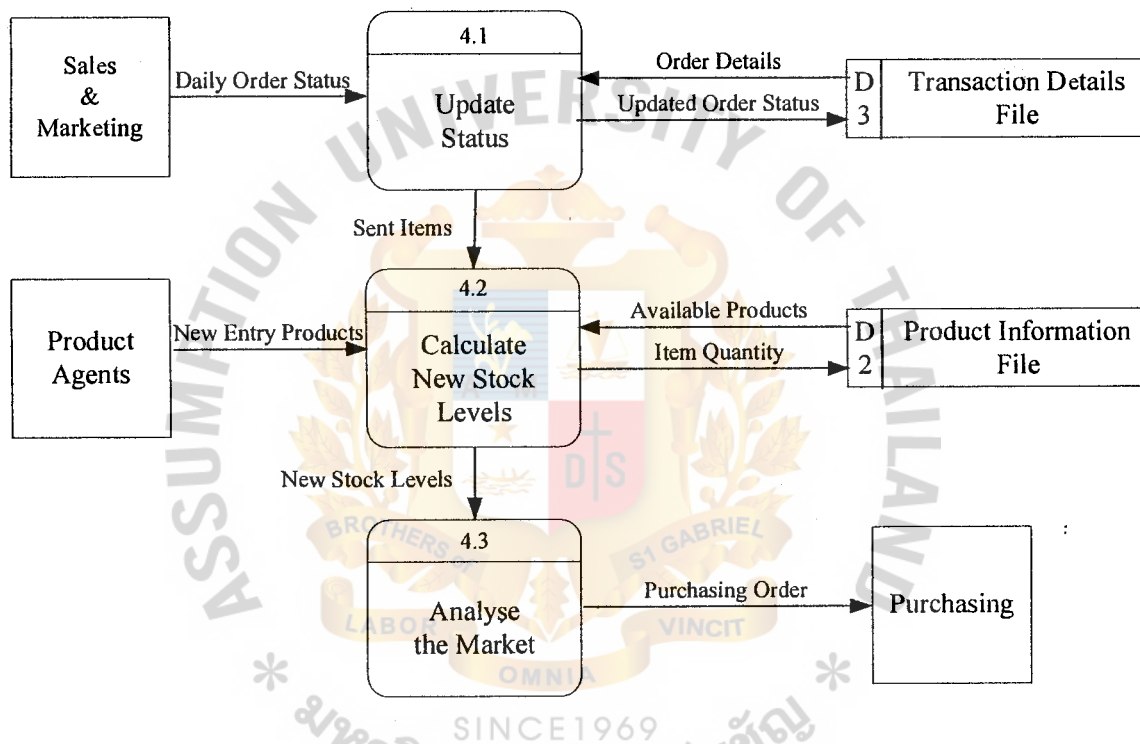 4.1
Sales
&
Marketing
Daily Order Status
Update
Status
Order Details
Updated Order Status
D
3
Transaction Details
File
Sent Items
4.2
Product
Agents
New Entry Products
Calculate
New Stock
Levels
Available Products
Item Quantity
D
2
Product Information
File
New Stock Levels
4.3
Analyse
the Market
Purchasing Order
Purchasing
ASSUMPTION UNIVERSITY OF THAILAND
D S
BROTHERS OF
ST GABRIEL
LABOR
VINCIT
OMNIA
SINCE1969